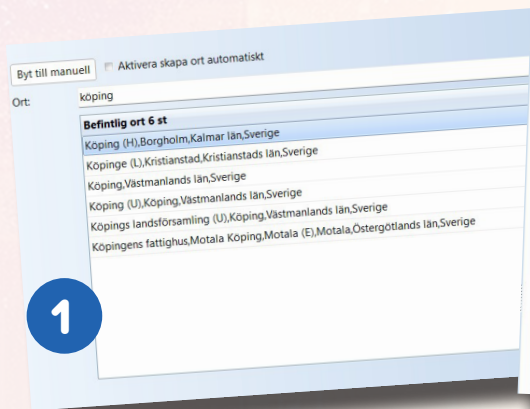 Byt till manuell Aktivera skapa ort automatiskt
Ort: köping
Befintlig ort 6 st
Köping (H),Borgholm,Kalmar län,Sverige
Köpinge (L),Kristianstad,Kristianstads län,Sverige
Köping,Västmanlands län,Sverige
Köping (U),Köping,Västmanlands län,Sverige
Köpings landsförsamling (U),Köping,Västmanlands län,Sverige
Köpingens fattighus,Motala Köping,Motala (E),Motala,Östergötlands län,Sverige
1